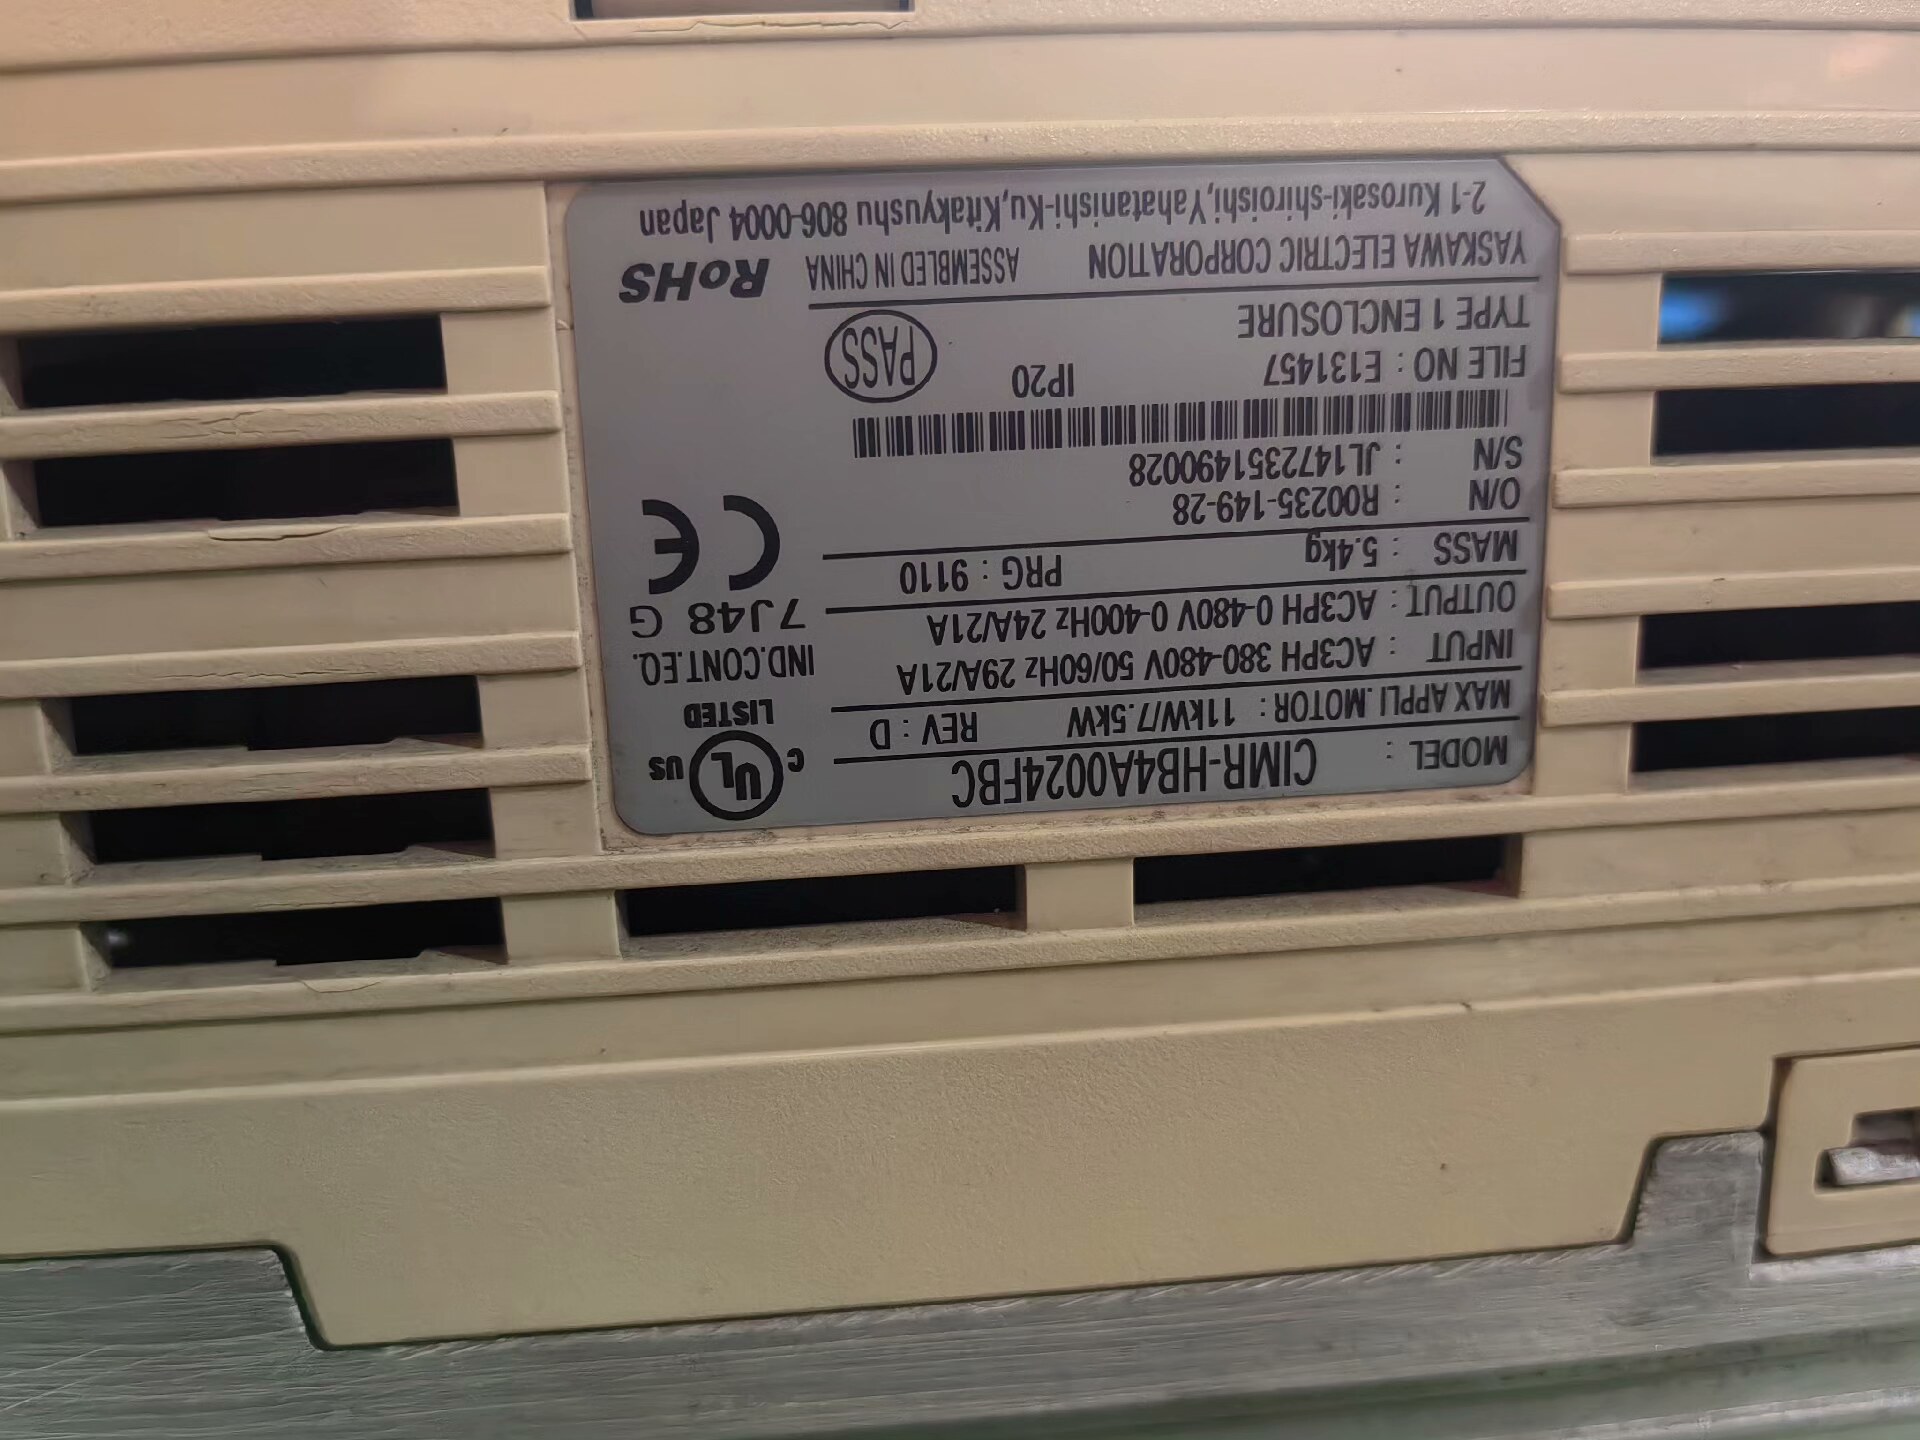 MODEL : CIMR-HB4A0024FBC
MAX APPLI.MOTOR : 11kW/7.5kW REV : D
INPUT : AC3PH 380-480V 50/60Hz 29A/21A
OUTPUT : AC3PH 0-480V 0-400Hz 24A/21A
MASS : 5.4kg PRG : 9110
O/N : R00235-149-28
S/N : JL1472351490028
FILE NO : E131457 IP20
TYPE 1 ENCLOSURE
PASS
YASKAWA ELECTRIC CORPORATION ASSEMBLED IN CHINA
2-1 Kurosaki-shiroishi,Yahatanishi-Ku,Kitakyushu 806-0004 Japan
C UL US
LISTED
IND.CONT.EQ.
7J48 G
CE
RoHS